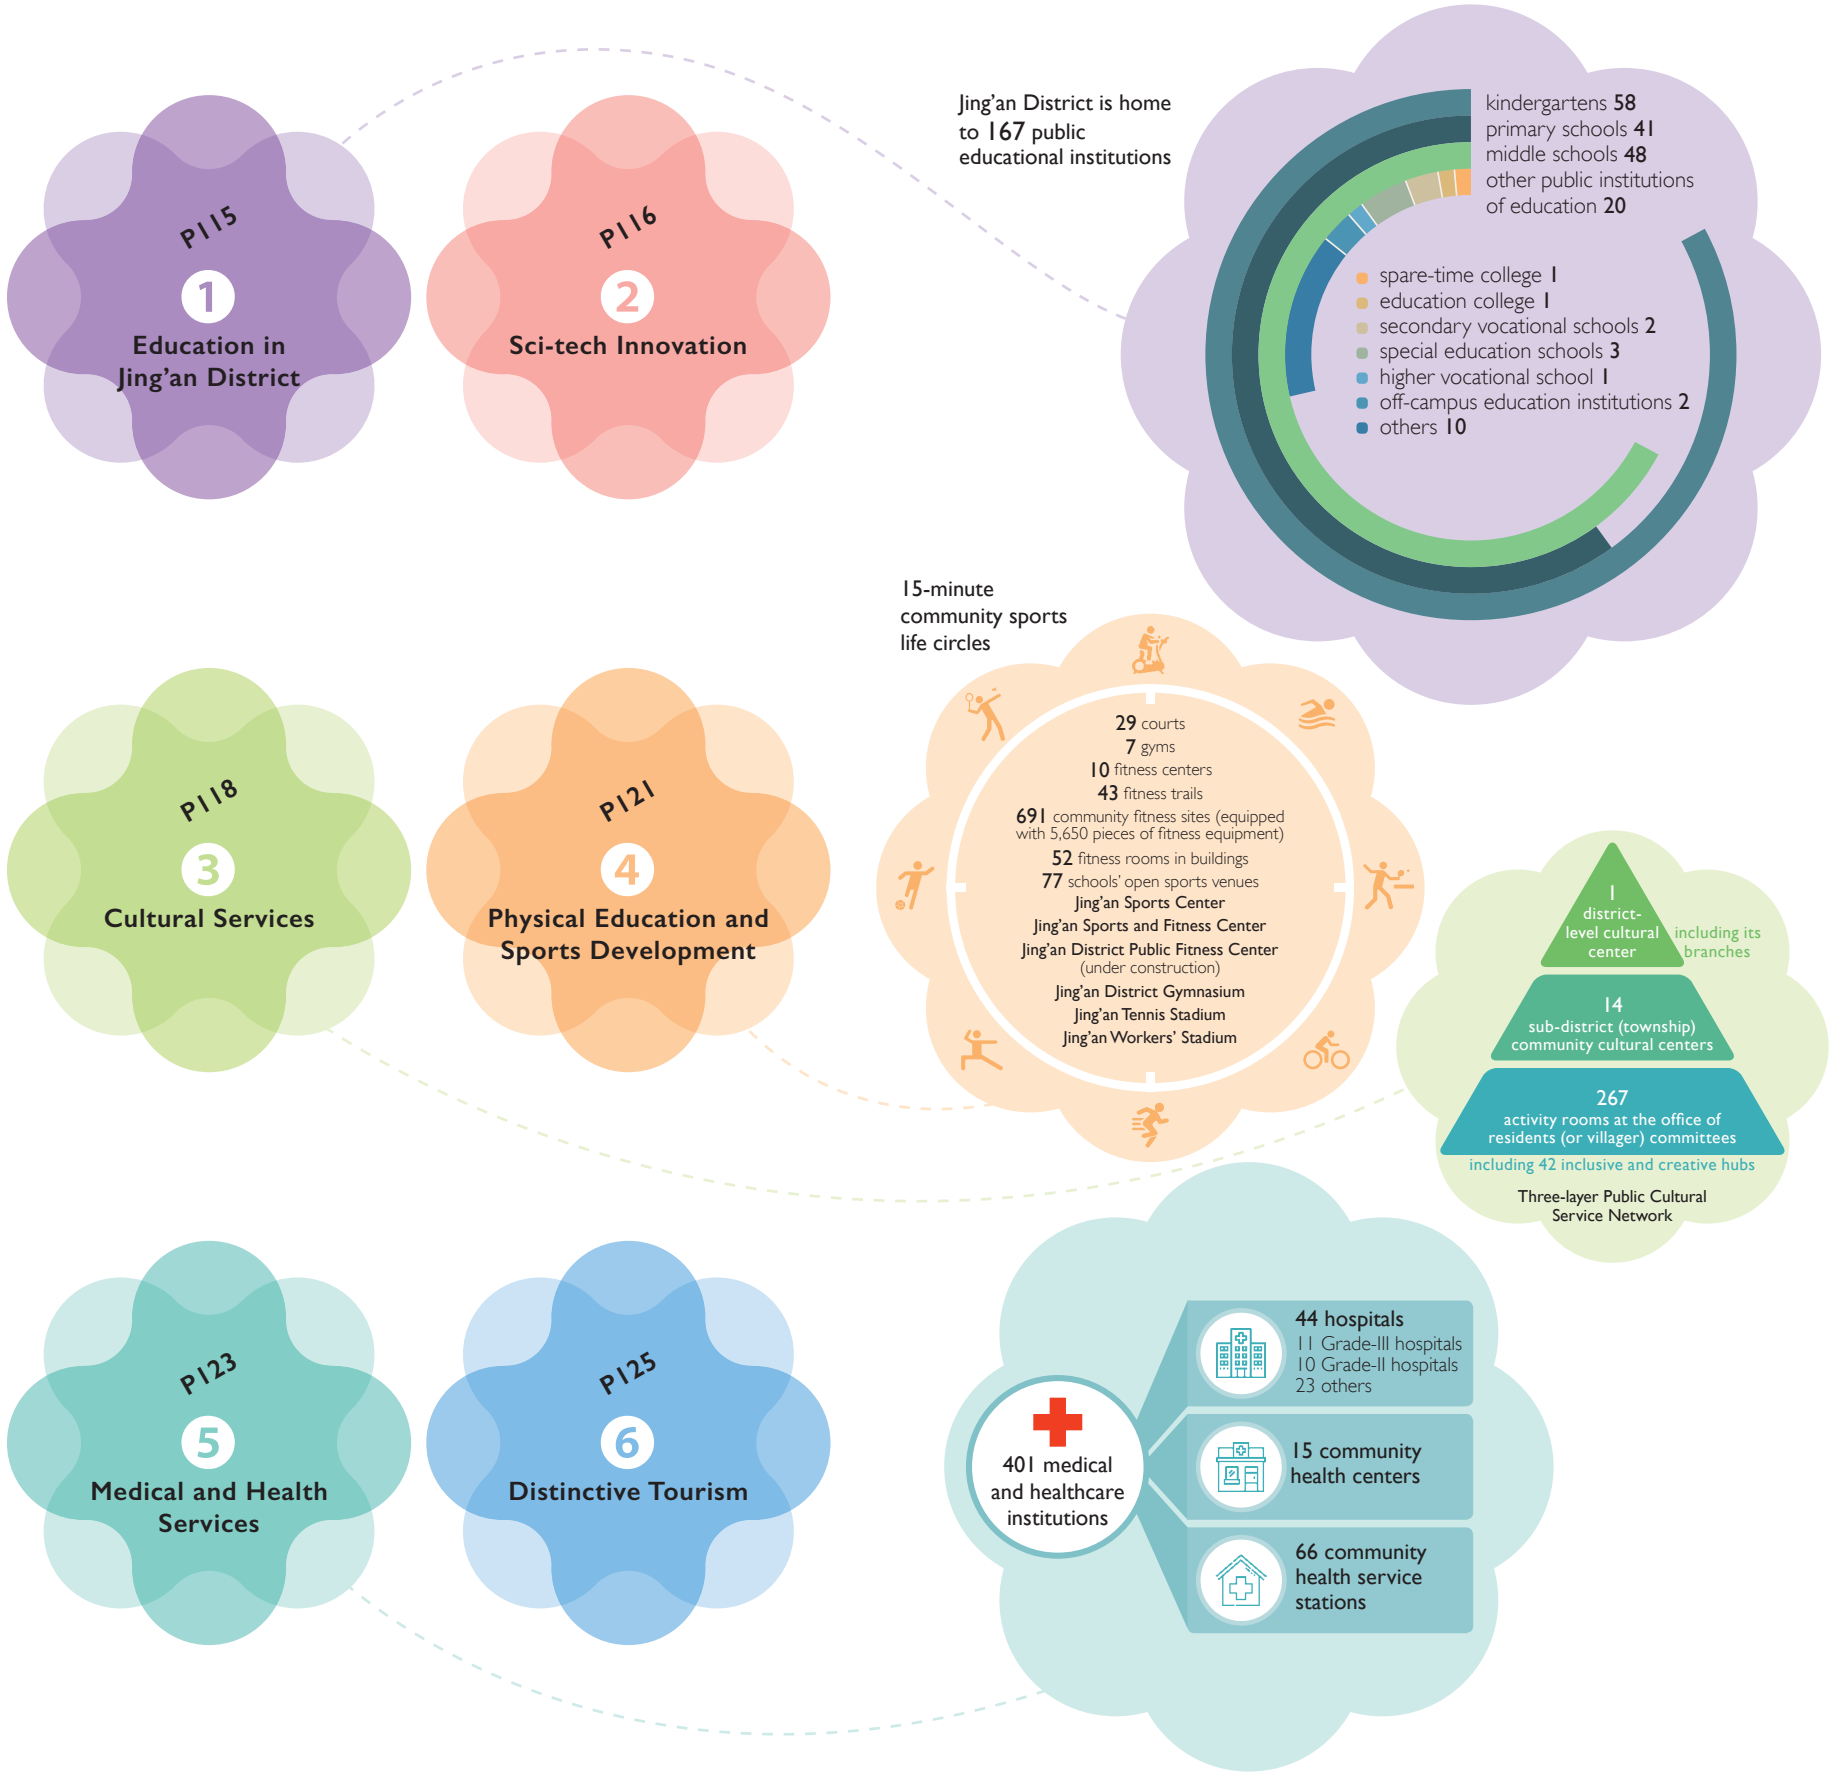 P115
1
Education in
Jing'an District
P116
2
Sci-tech Innovation
Jing'an District is home
to 167 public
educational institutions
kindergartens 58
primary schools 41
middle schools 48
other public institutions
of education 20
spare-time college 1
education college 1
secondary vocational schools 2
special education schools 3
higher vocational school 1
off-campus education institutions 2
others 10
P118
3
Cultural Services
P121
4
Physical Education and
Sports Development
15-minute
community sports
life circles
29 courts
7 gyms
10 fitness centers
43 fitness trails
691 community fitness sites (equipped
with 5,650 pieces of fitness equipment)
52 fitness rooms in buildings
77 schools' open sports venues
Jing'an Sports Center
Jing'an Sports and Fitness Center
Jing'an District Public Fitness Center
(under construction)
Jing'an District Gymnasium
Jing'an Tennis Stadium
Jing'an Workers' Stadium
1
district-
level cultural
center
including its
branches
14
sub-district (township)
community cultural centers
267
activity rooms at the office of
residents (or villager) committees
including 42 inclusive and creative hubs
Three-layer Public Cultural
Service Network
P123
5
Medical and Health
Services
P125
6
Distinctive Tourism
401 medical
and healthcare
institutions
44 hospitals
11 Grade-III hospitals
10 Grade-II hospitals
23 others
15 community
health centers
66 community
health service
stations